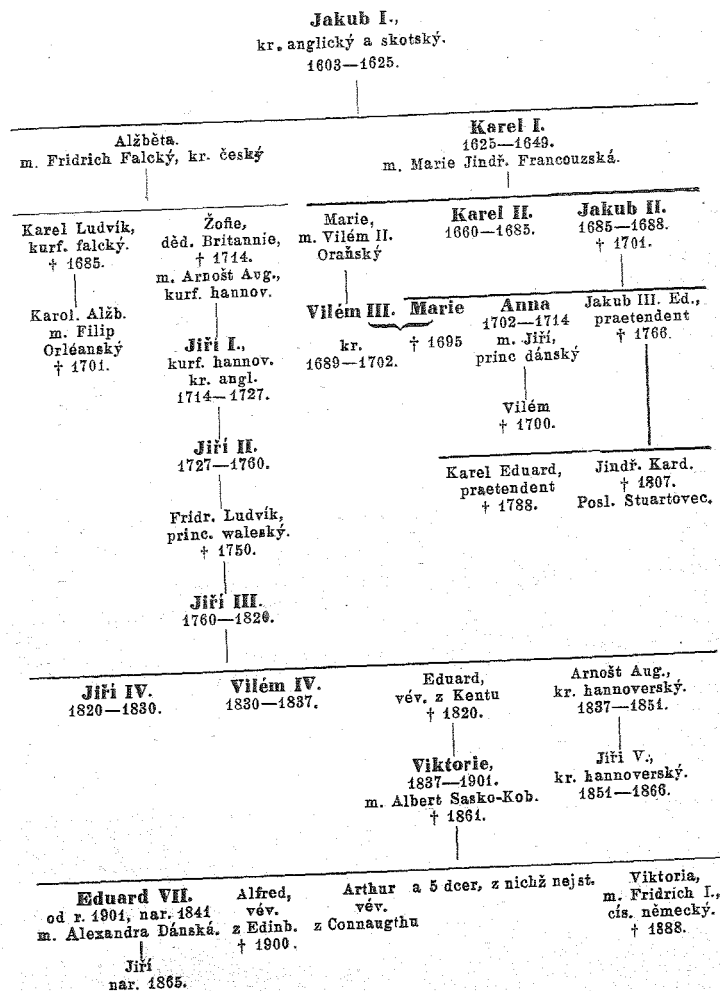 Jakub I.,
kr. anglický a skotský.
1603—1625.
Alžběta.
m. Fridrich Falcký, kr. český
Karel I.
1625—1649.
m. Marie Jindř. Francouzská.
Karel Ludvík,
kurf. falcký.
† 1685.
Karol. Alžb.
m. Filip
Orléanský
† 1701.
Žofie,
děd. Britannie,
† 1714.
m. Arnošt Aug.,
kurf. hannov.
Jiří I.,
kurf. hannov.
kr. angl.
1714—1727.
Jiří II.
1727—1760.
Fridr. Ludvík,
princ. waleský.
† 1750.
Jiří III.
1760—1820.
Marie,
m. Vilém II.
Oraňský
Karel II.
1660—1685.
Jakub II.
1685—1688.
† 1701.
Vilém III.
kr.
1689—1702.
Marie
† 1695
Anna
1702—1714
m. Jiří,
princ dánský
Vilém
† 1700.
Jakub III. Ed.,
praetendent
† 1766.
Karel Eduard,
praetendent
† 1788.
Jindř. Kard.
† 1807.
Posl. Stuartovec.
Jiří IV.
1820—1830.
Vilém IV.
1830—1837.
Eduard,
vév. z Kentu
† 1820.
Arnošt Aug.,
kr. hannoverský.
1837—1851.
Viktorie,
1837—1901.
m. Albert Sasko-Kob.
† 1861.
Jiří V.,
kr. hannoverský.
1851—1866.
Eduard VII.
od r. 1901, nar. 1841
m. Alexandra Dánská.
Jiří
nar. 1865.
Alfred,
vév.
z Edinb.
† 1900.
Arthur
vév.
z Connaugthu
a 5 dcer, z nichž nejst.
Viktoria,
m. Fridrich I.,
cís. německý.
† 1888.